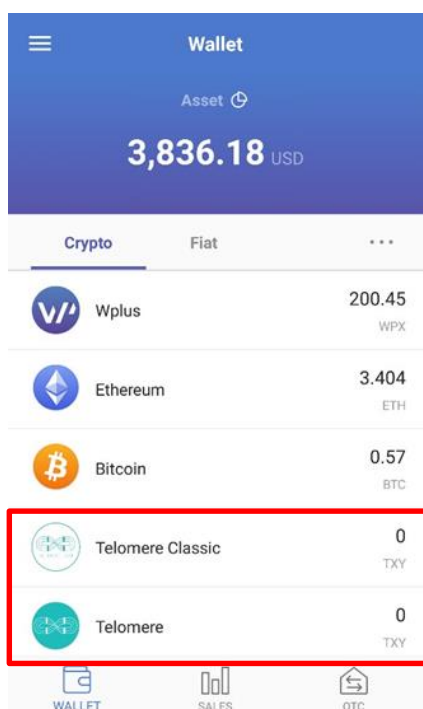 Wallet
Asset
3,836.18 USD
Crypto Fiat ...
Wplus 200.45
WPX
Ethereum 3.404
ETH
Bitcoin 0.57
BTC
Telomere Classic 0
TXY
Telomere 0
TXY
WALLET SALES OTC